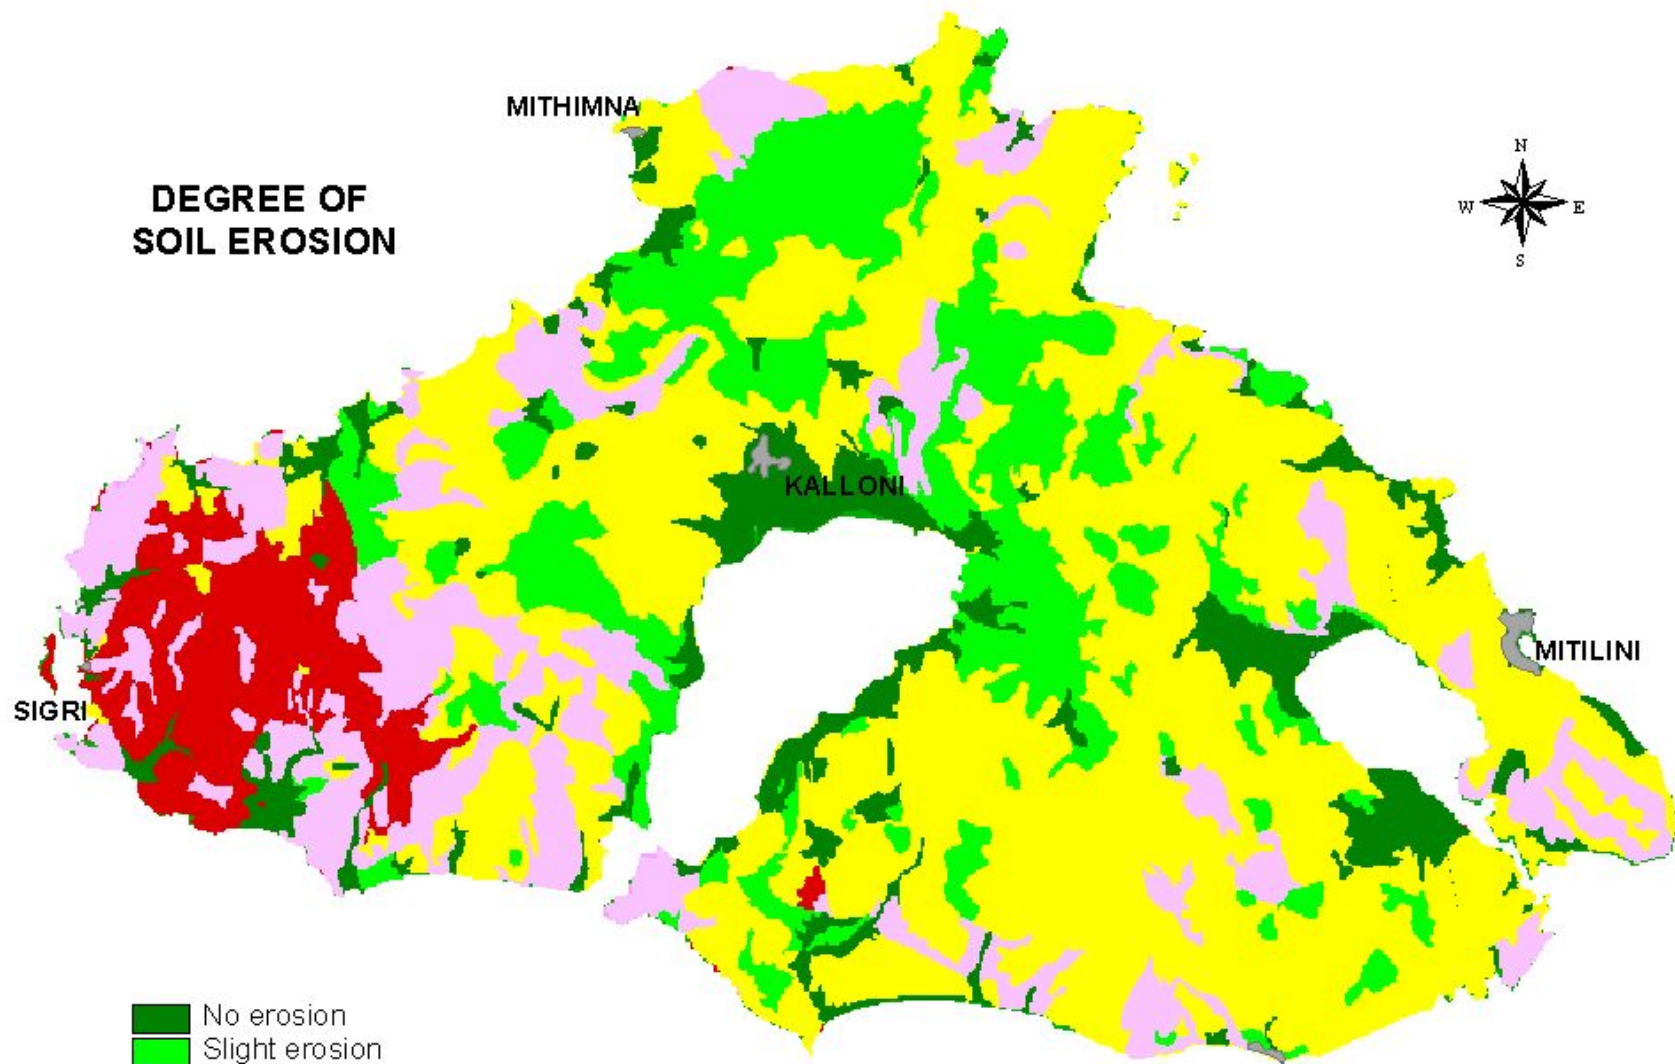 MITHIMNA
DEGREE OF
SOIL EROSION
N
W E
S
KALLONI
MITILINI
SIGRI
No erosion
Slight erosion